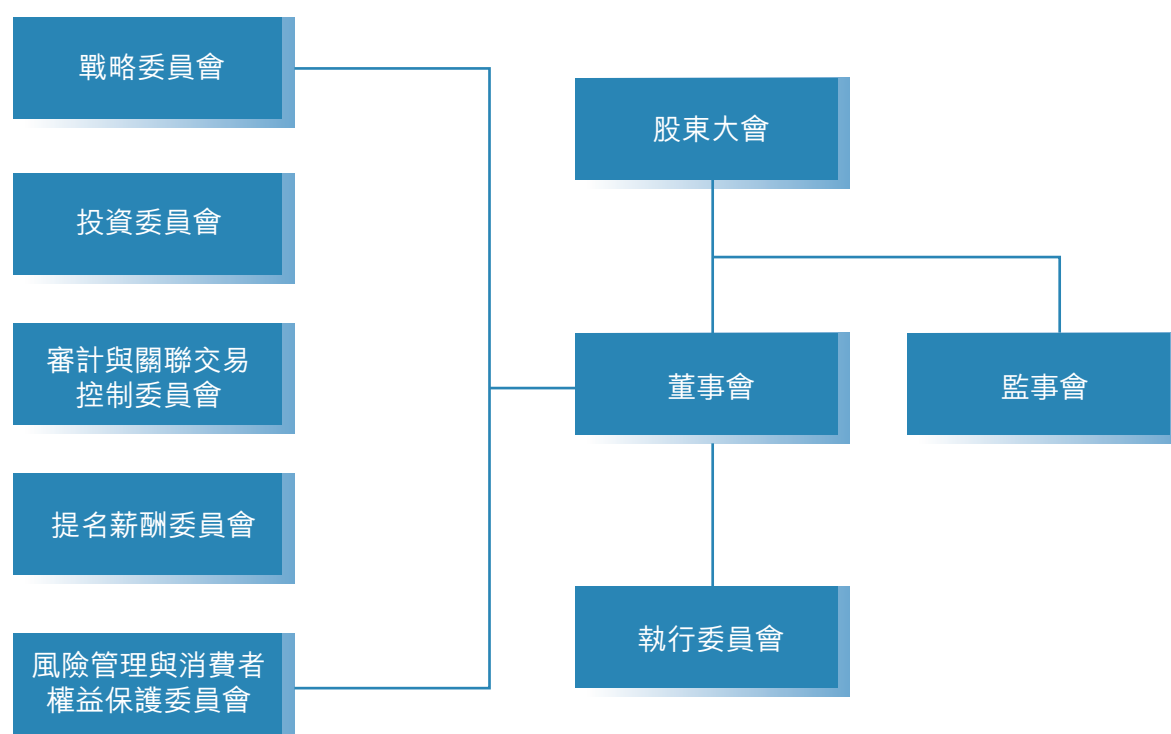 戰略委員會
投資委員會
審計與關聯交易
控制委員會
提名薪酬委員會
風險管理與消費者
權益保護委員會
股東大會
董事會
監事會
執行委員會